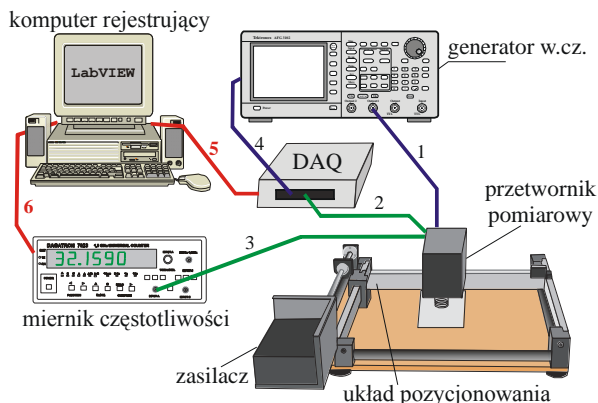 komputer rejestrujący
LabVIEW
Tektronix
generator w.cz.
5
4
DAQ
1
2
przetwornik
pomiarowy
6
3
32.1590
miernik częstotliwości
zasilacz
układ pozycjonowania